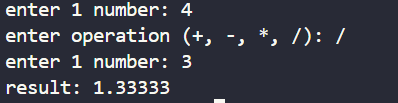 enter 1 number: 4
enter operation (+, -, *, /): /
enter 1 number: 3
result: 1.33333